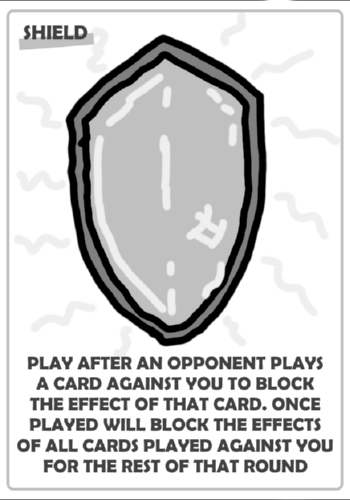 SHIELD
PLAY AFTER AN OPPONENT PLAYS
A CARD AGAINST YOU TO BLOCK
THE EFFECT OF THAT CARD. ONCE
PLAYED WILL BLOCK THE EFFECTS
OF ALL CARDS PLAYED AGAINST YOU
FOR THE REST OF THAT ROUND